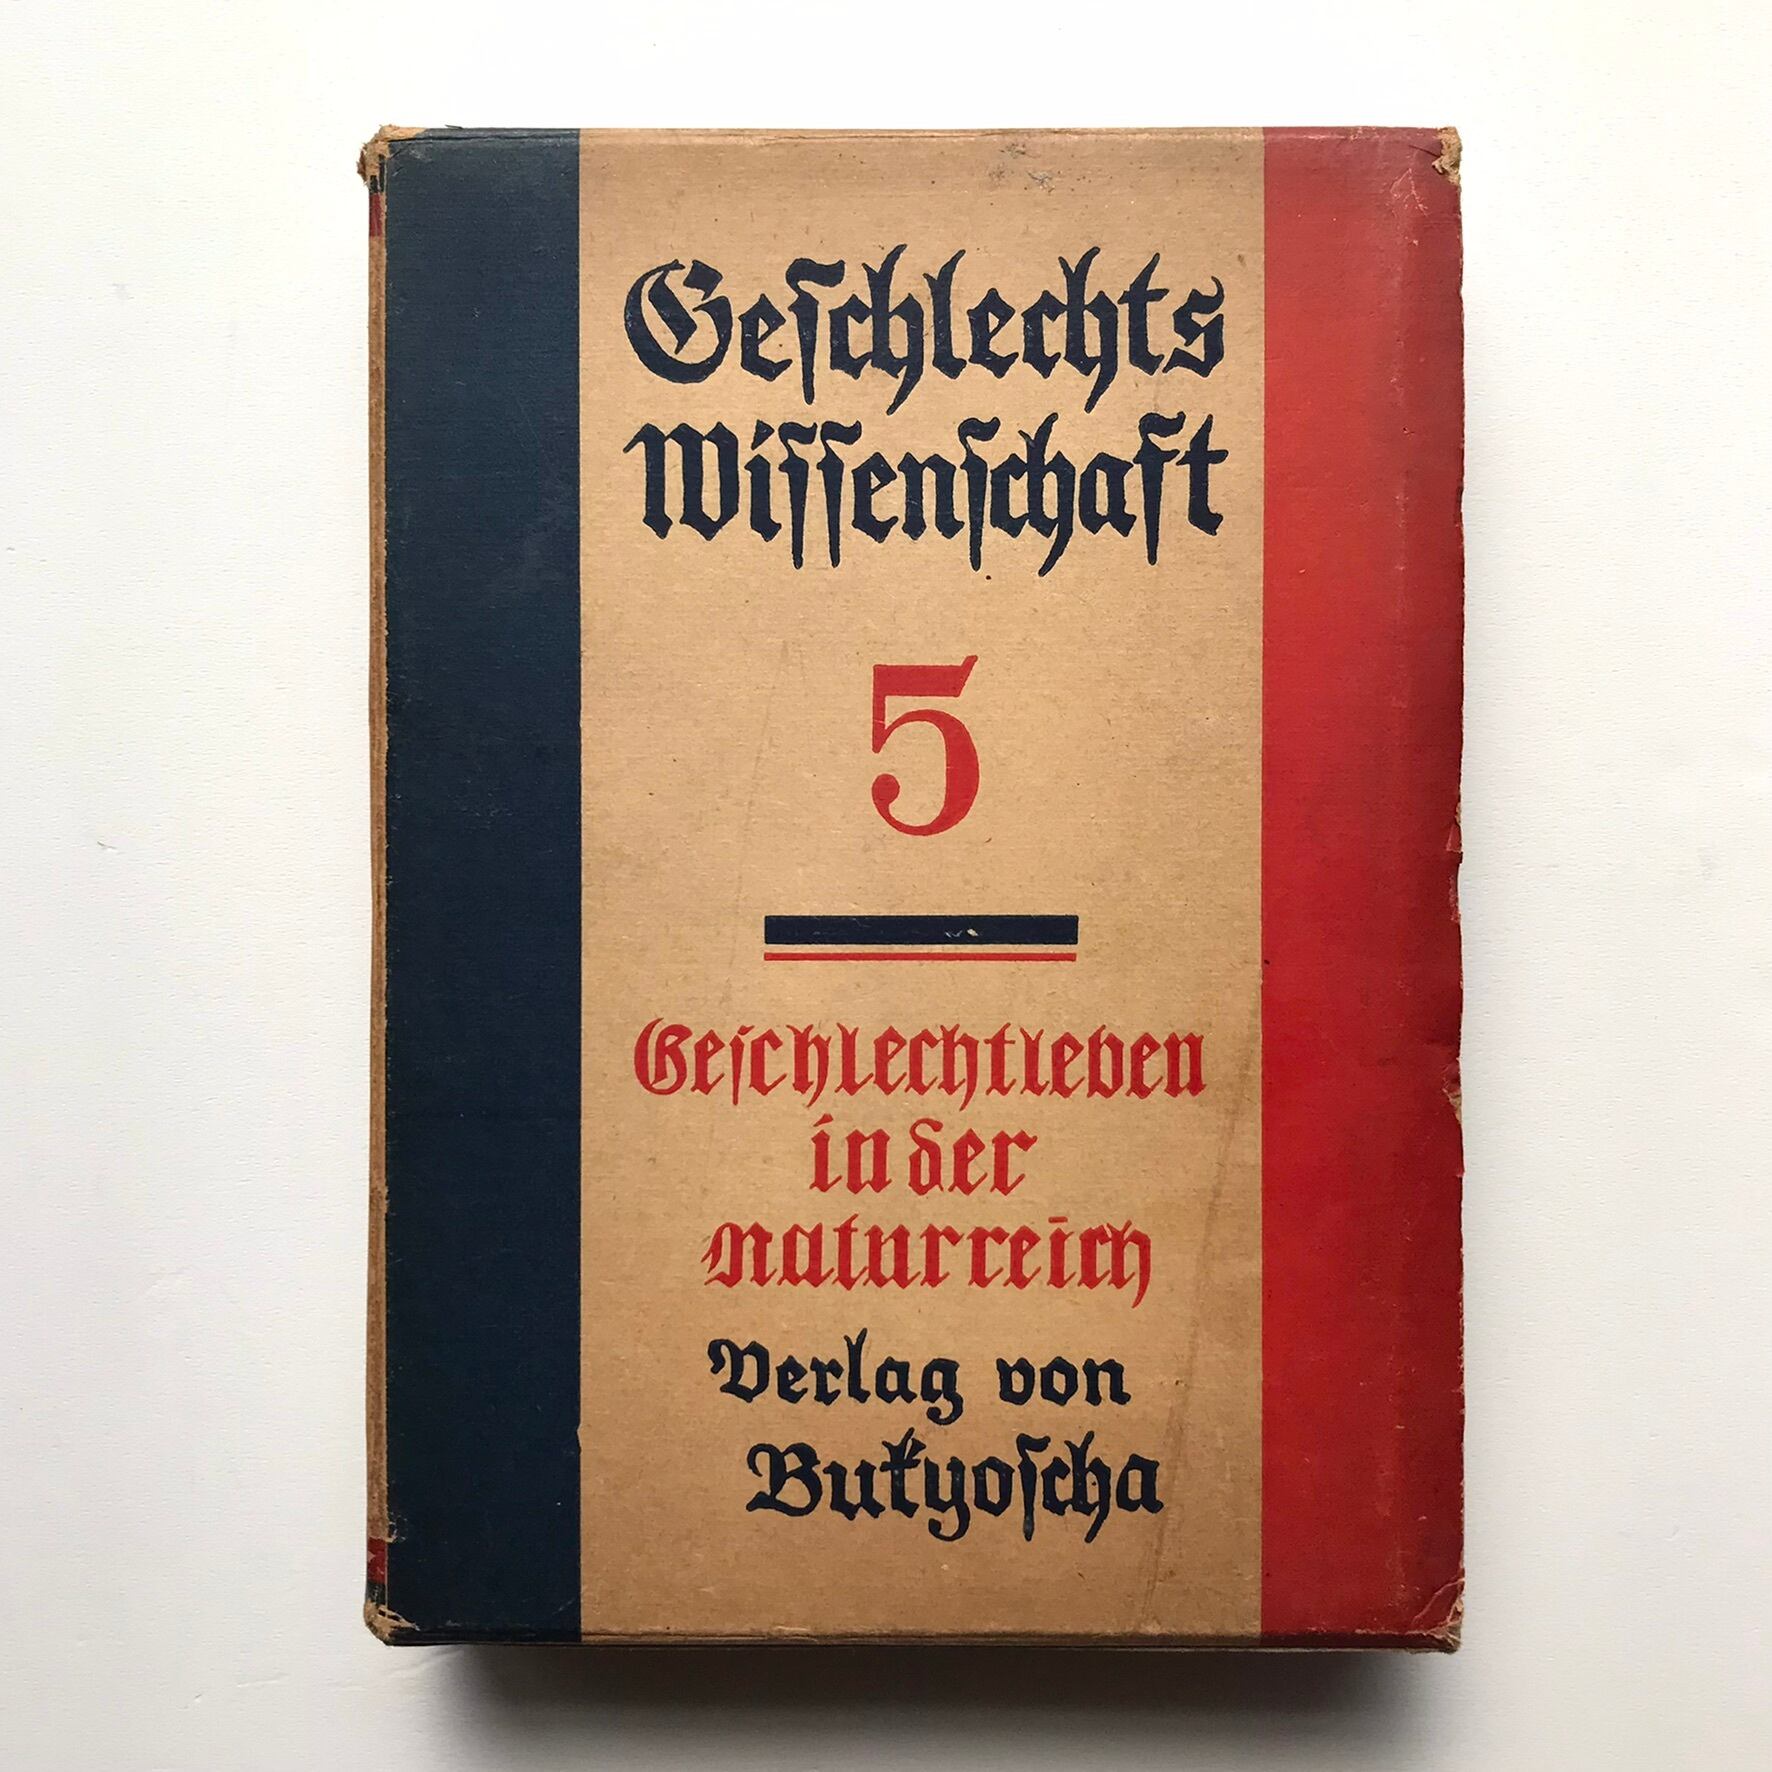 Geschlechts
Wissenschaft
5
Geschlechtleben
in der
Naturreich
Verlag von
Bukyoscha